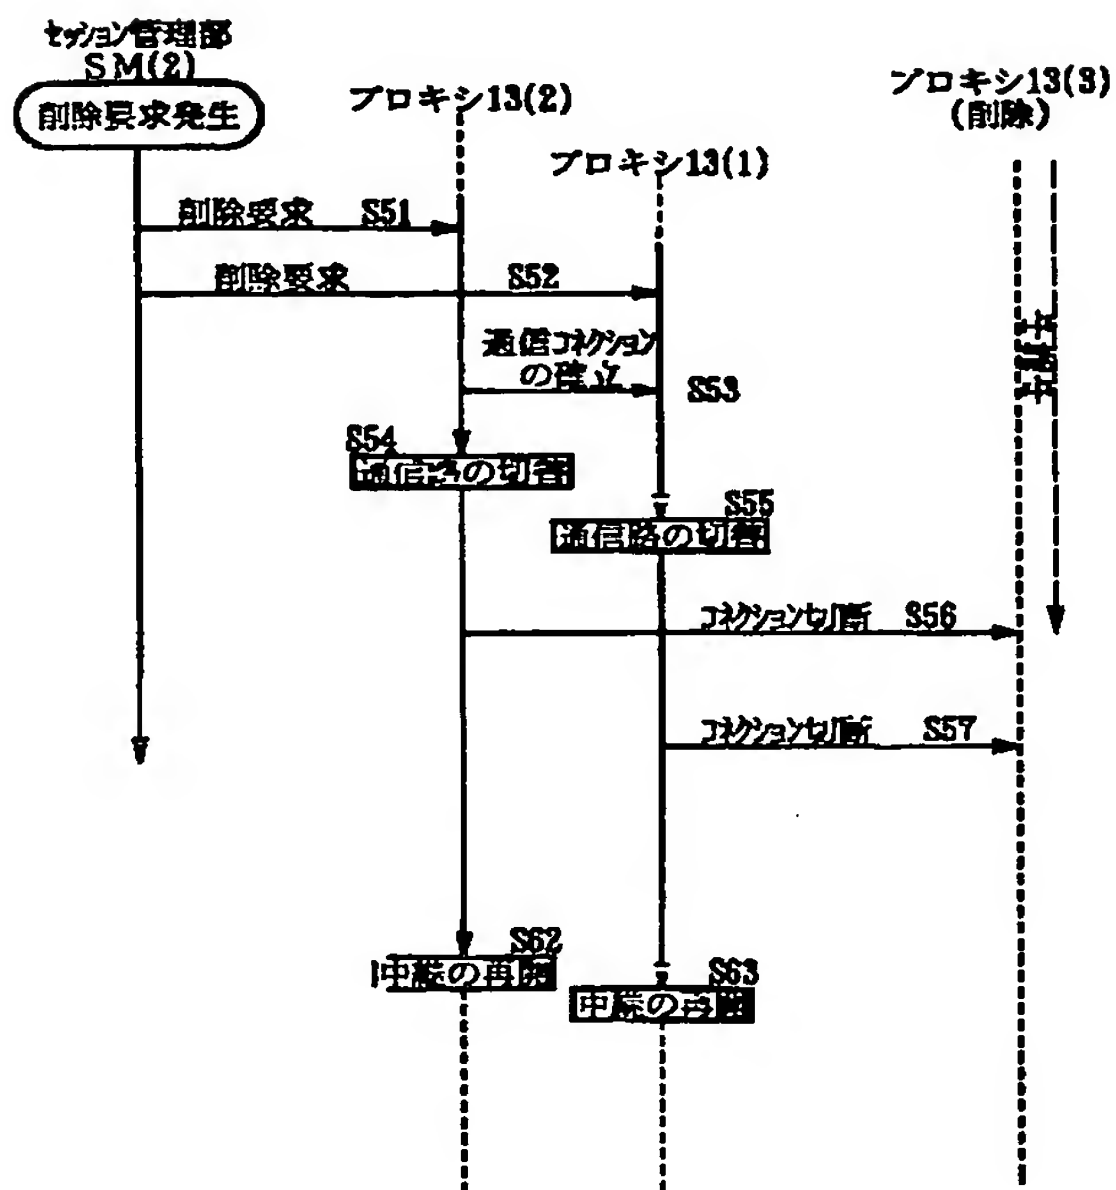 セッション管理部
SM(2)
削除要求発生
プロキシ13(2)
プロキシ13(3)
(削除)
プロキシ13(1)
削除要求 S51
削除要求 S52
通信コネクション
の確立
S53
S54
通信路の切替
S55
通信路の切替
コネクション切断 S56
コネクション切断 S57
S62
中継の再開
S63
中継の再開